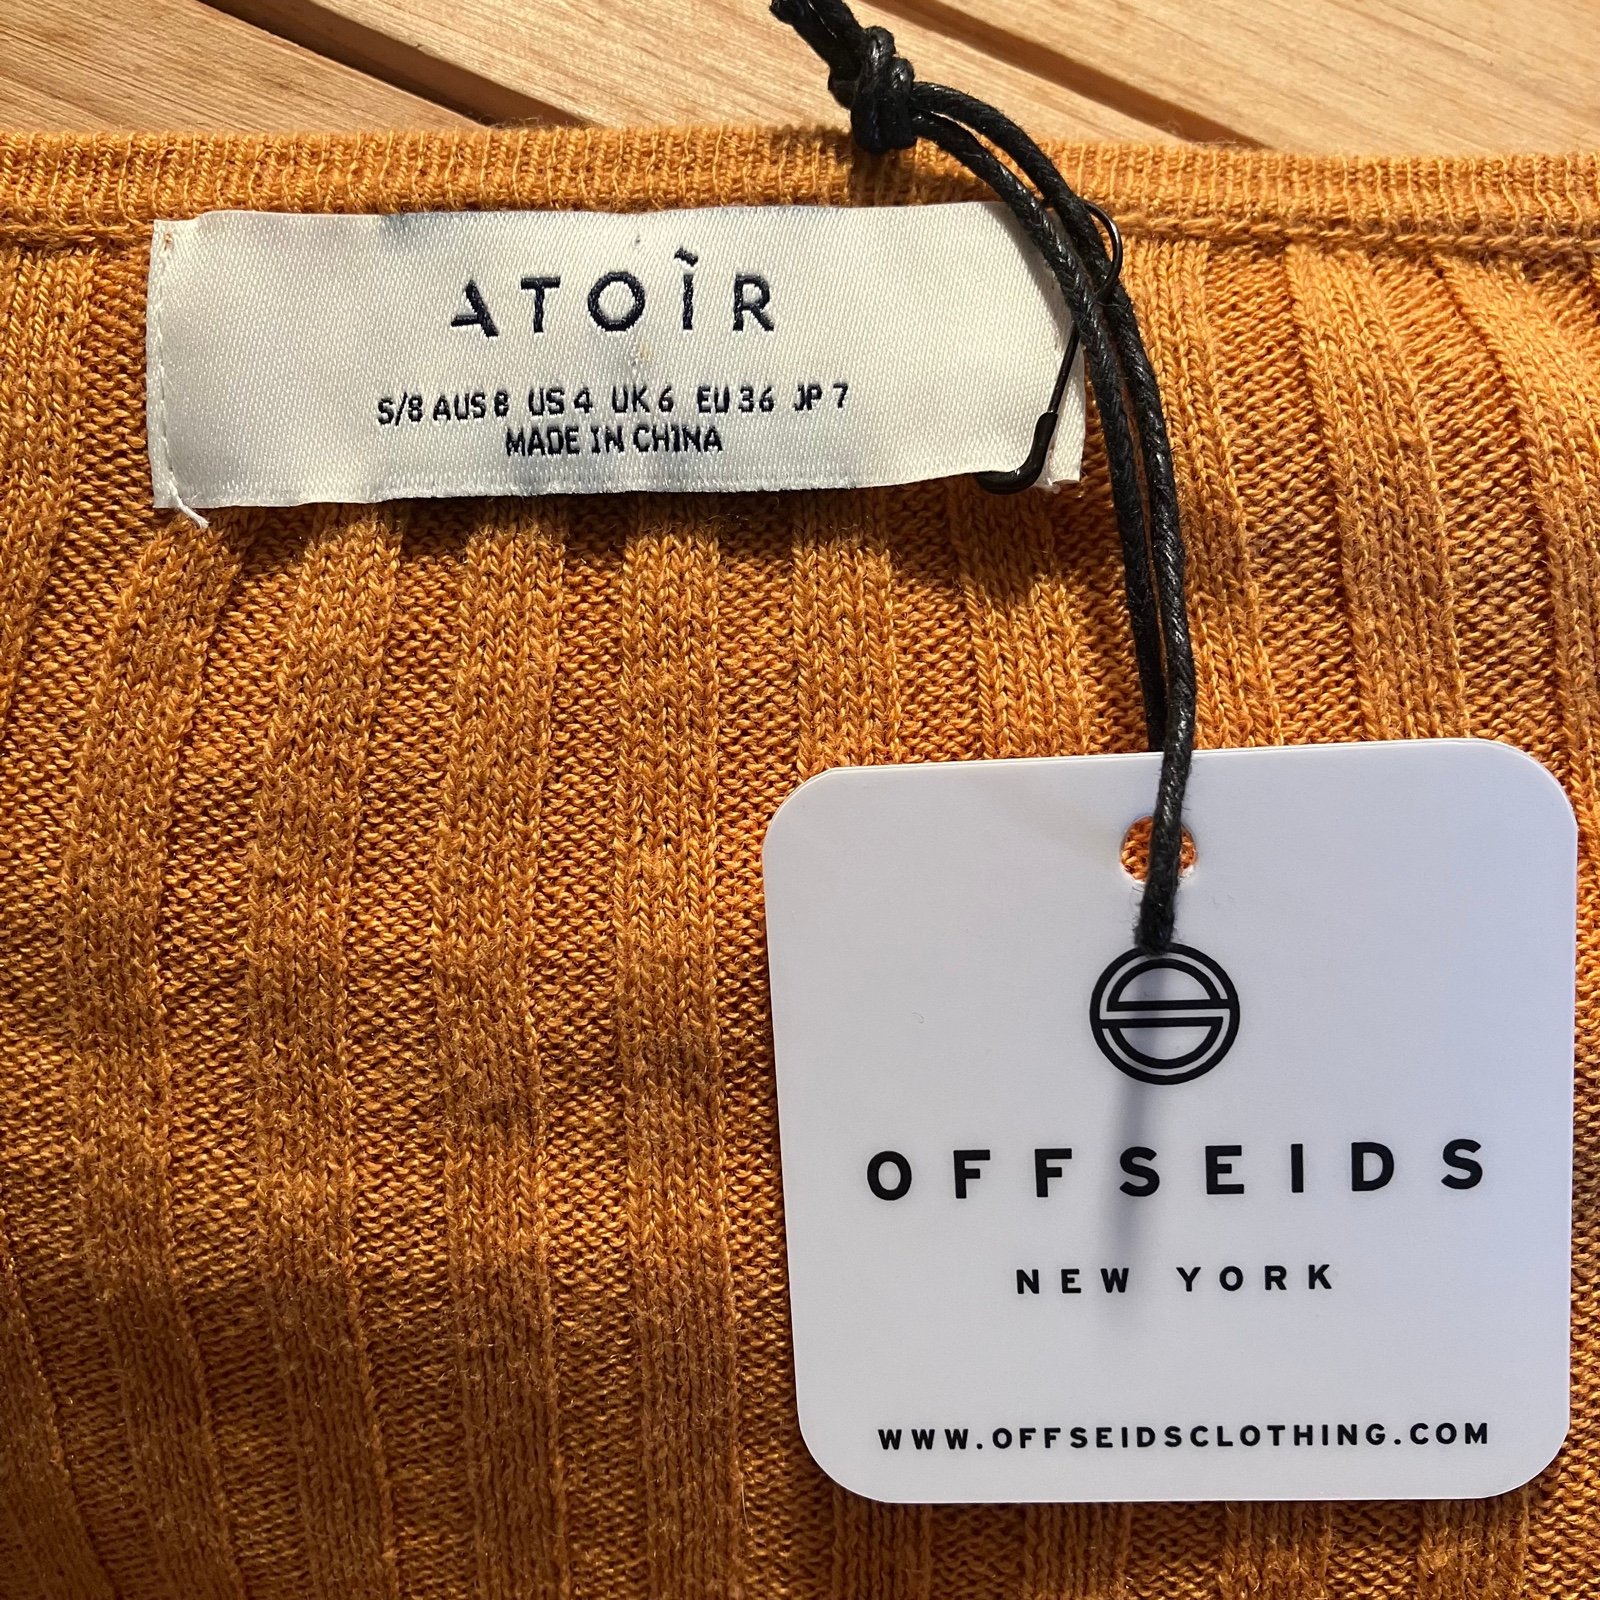 ATOÌR
S/8 AUS 8 US 4 UK 6 EU 36 JP 7
MADE IN CHINA
OFFSEIDS
NEW YORK
WWW.OFFSEIDSCLOTHING.COM